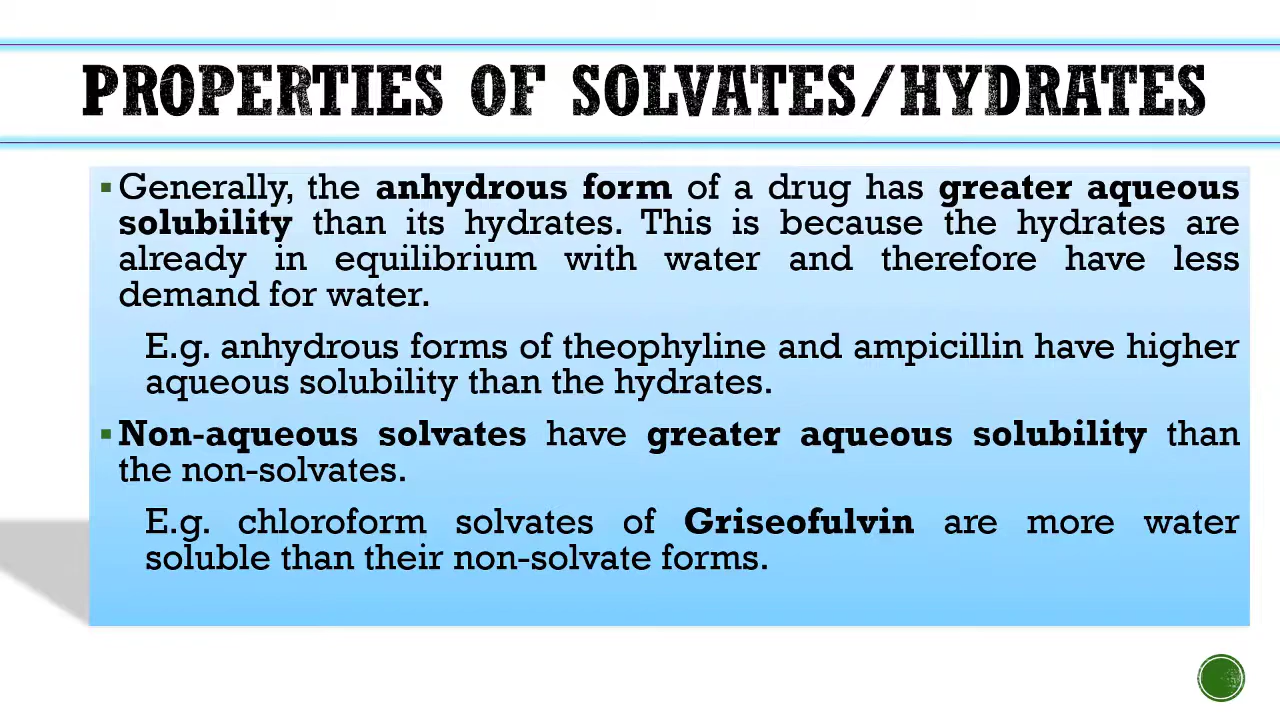 PROPERTIES OF SOLVATES/HYDRATES
▪Generally, the anhydrous form of a drug has greater aqueous
solubility than its hydrates. This is because the hydrates are
already in equilibrium with water and therefore have less
demand for water.
E.g. anhydrous forms of theophyline and ampicillin have higher
aqueous solubility than the hydrates.
▪Non-aqueous solvates have greater aqueous solubility than
the non-solvates.
E.g. chloroform solvates of Griseofulvin are more water
soluble than their non-solvate forms.